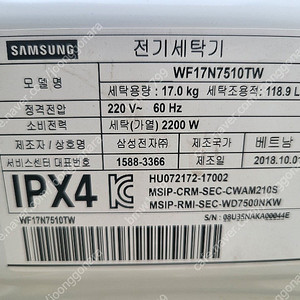 SAMSUNG 전기세탁기
모델명 WF17N7510TW
세탁용량 : 17.0 kg 세탁조용적: 118.9 L
정격전압 220 V~ 60 Hz
소비전력 세탁(가열) 2200 W
제조자 / 상호명 삼성전자(주) 제조국가 베트남
서비스센터 대표번호 1588-3366 제조년월 2018.10.0
IPX4
HU072172-17002
MSIP-CRM-SEC-CWAM210S
MSIP-RMI-SEC-WD7500NKW
WF17N7510TW S/N : 08U35NAKA00044E